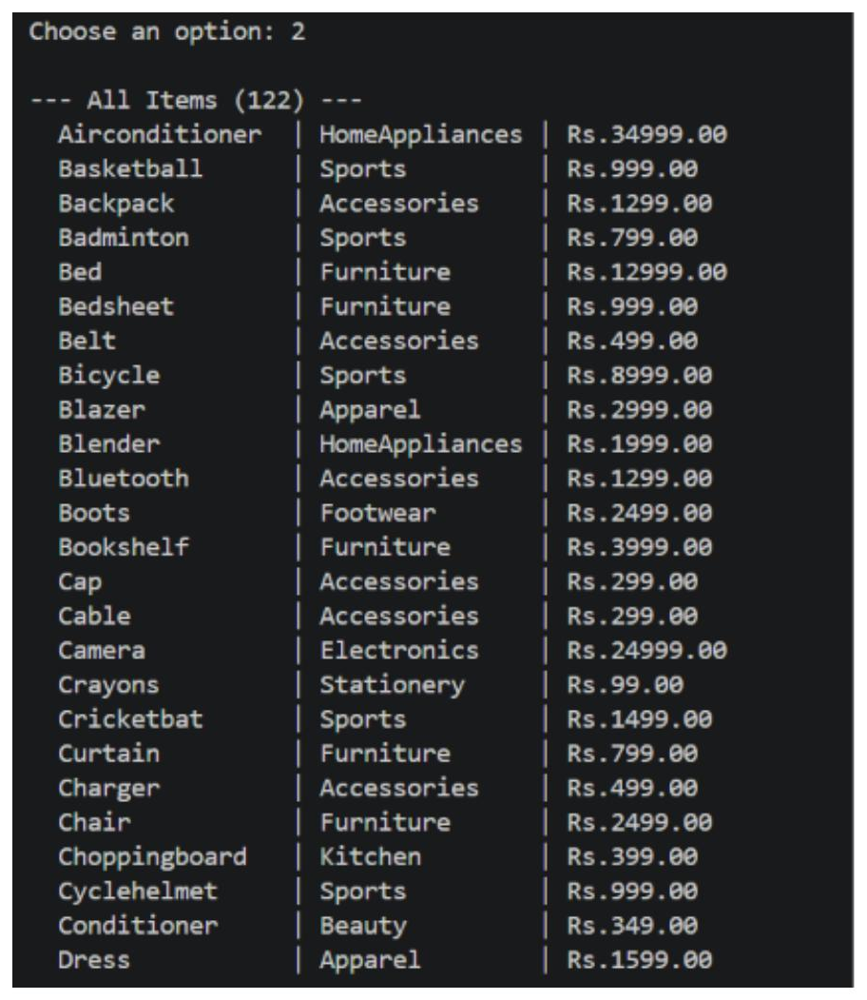 Choose an option: 2
--- All Items (122) ---
Airconditioner | HomeAppliances | Rs.34999.00
Basketball | Sports | Rs.999.00
Backpack | Accessories | Rs.1299.00
Badminton | Sports | Rs.799.00
Bed | Furniture | Rs.12999.00
Bedsheet | Furniture | Rs.999.00
Belt | Accessories | Rs.499.00
Bicycle | Sports | Rs.8999.00
Blazer | Apparel | Rs.2999.00
Blender | HomeAppliances | Rs.1999.00
Bluetooth | Accessories | Rs.1299.00
Boots | Footwear | Rs.2499.00
Bookshelf | Furniture | Rs.3999.00
Cap | Accessories | Rs.299.00
Cable | Accessories | Rs.299.00
Camera | Electronics | Rs.24999.00
Crayons | Stationery | Rs.99.00
Cricketbat | Sports | Rs.1499.00
Curtain | Furniture | Rs.799.00
Charger | Accessories | Rs.499.00
Chair | Furniture | Rs.2499.00
Choppingboard | Kitchen | Rs.399.00
Cyclehelmet | Sports | Rs.999.00
Conditioner | Beauty | Rs.349.00
Dress | Apparel | Rs.1599.00